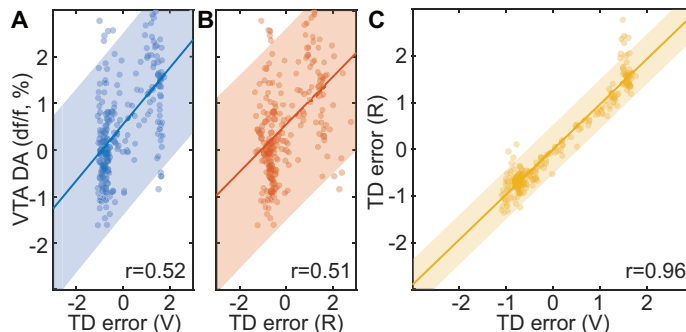 A
B
C
VTA DA (df/f, %)
2
1
0
-1
-2
r=0.52
-2 0 2
TD error (V)
r=0.51
-2 0 2
TD error (R)
TD error (R)
2
1
0
-1
-2
r=0.96
-2 -1 0 1 2
TD error (V)